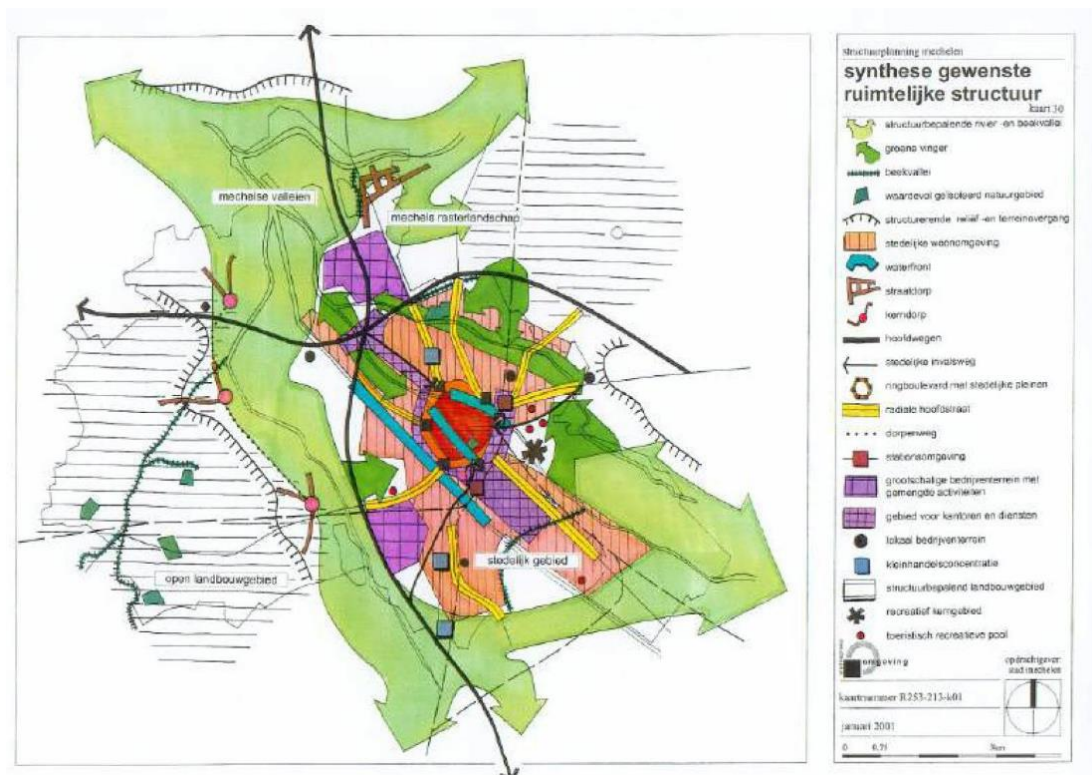 mechelse valleien
mechels rasterlandschap
open landbouwgebied
stedelijk gebied
structuurplanning mechelen
synthese gewenste
ruimtelijke structuur
kaart 30
structuurbepalende rivier -en beekvallei
groene vinger
beekvallei
waardevol geïsoleerd natuurgebied
structurerende reliëf -en terreinovergang
stedelijke woonomgeving
waterfront
straatdorp
kerndorp
hoofdwegen
stedelijke invalsweg
ringboulevard met stedelijke pleinen
radiale hoofdstraat
dorpenweg
stationsomgeving
grootschalige bedrijventerrein met
gemengde activiteiten
gebied voor kantoren en diensten
lokaal bedrijventerrein
kleinhandelsconcentratie
structuurbepalend landbouwgebied
recreatief kerngebied
toeristisch recreatieve pool
omgeving
opdrachtgever:
stad mechelen
kaartnummer R253-213-k01
januari 2001
0 0.75 3km